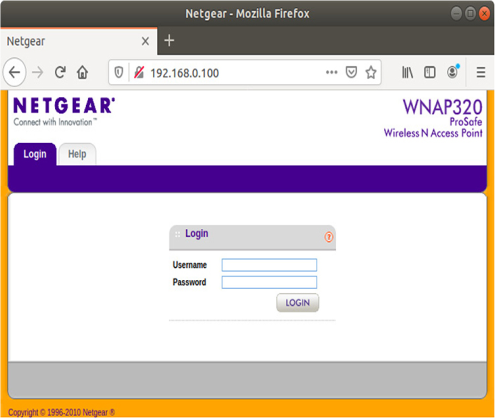 Netgear - Mozilla Firefox
Netgear
192.168.0.100
NETGEAR®
Connect with Innovation™
WNAP320
ProSafe
Wireless N Access Point
Login Help
Login
Username
Password
LOGIN
Copyright © 1996-2010 Netgear ®